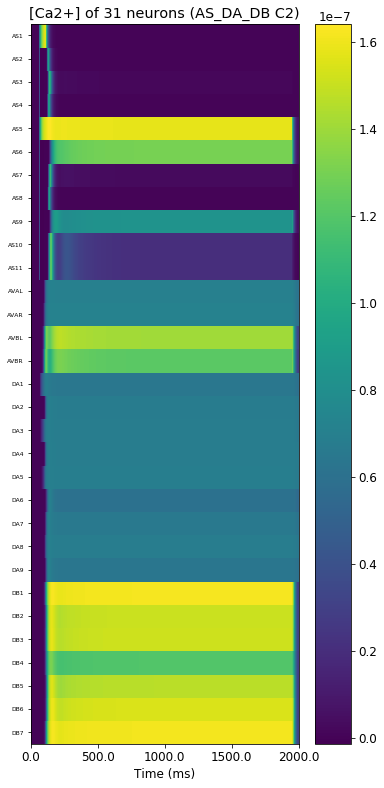 [Ca2+] of 31 neurons (AS_DA_DB C2)
1e−7
AS1
AS2
AS3
AS4
AS5
AS6
AS7
AS8
AS9
AS10
AS11
AVAL
AVAR
AVBL
AVBR
DA1
DA2
DA3
DA4
DA5
DA6
DA7
DA8
DA9
DB1
DB2
DB3
DB4
DB5
DB6
DB7
1.6
1.4
1.2
1.0
0.8
0.6
0.4
0.2
0.0
0.0 500.0 1000.0 1500.0 2000.0
Time (ms)